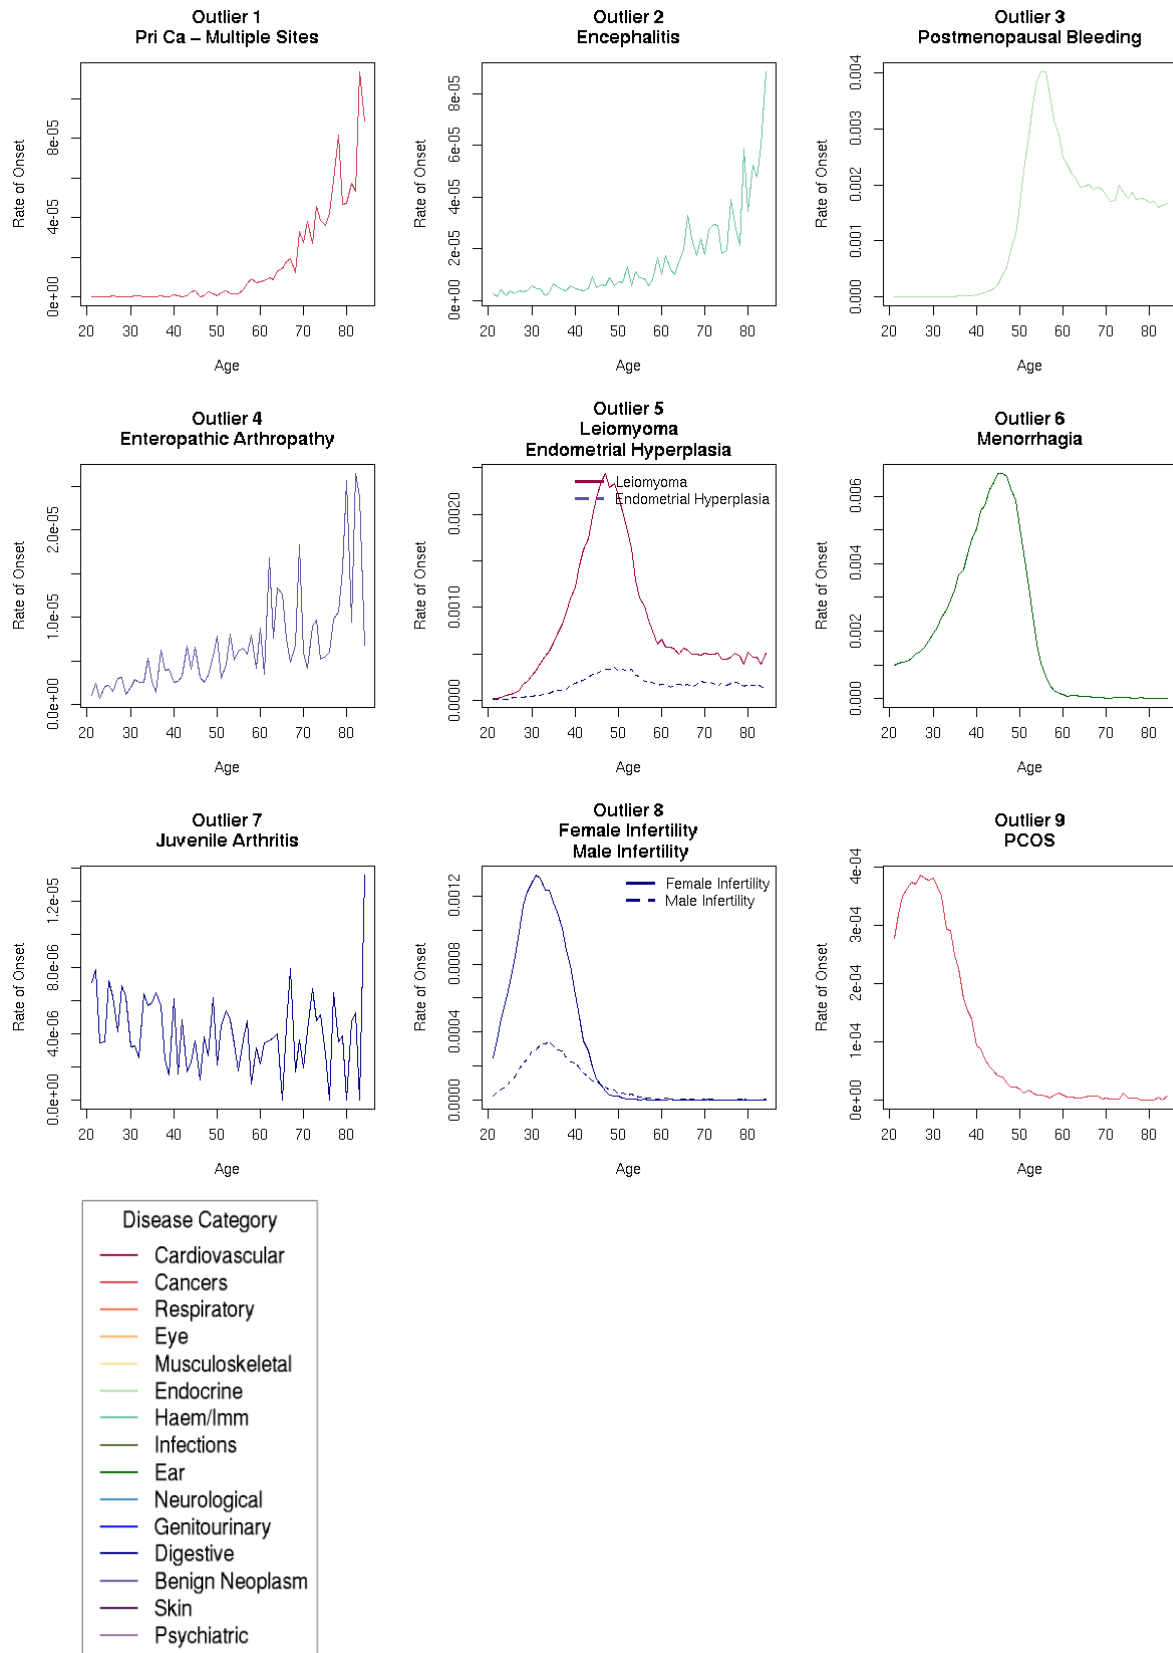 Outlier 1
Pri Ca – Multiple Sites
Rate of Onset
0e+00 4e-05 8e-05
20 30 40 50 60 70 80
Age
Outlier 2
Encephalitis
Rate of Onset
0e+00 2e-05 4e-05 6e-05 8e-05
20 30 40 50 60 70 80
Age
Outlier 3
Postmenopausal Bleeding
Rate of Onset
0.000 0.001 0.002 0.003 0.004
20 30 40 50 60 70 80
Age
Outlier 4
Enteropathic Arthropathy
Rate of Onset
0.0e+00 1.0e-05 2.0e-05
20 30 40 50 60 70 80
Age
Outlier 5
Leiomyoma
Endometrial Hyperplasia
Leiomyoma
Endometrial Hyperplasia
Rate of Onset
0.0000 0.0010 0.0020
20 30 40 50 60 70 80
Age
Outlier 6
Menorrhagia
Rate of Onset
0.000 0.002 0.004 0.006
20 30 40 50 60 70 80
Age
Outlier 7
Juvenile Arthritis
Rate of Onset
0.0e+00 4.0e-06 8.0e-06 1.2e-05
20 30 40 50 60 70 80
Age
Outlier 8
Female Infertility
Male Infertility
Female Infertility
Male Infertility
Rate of Onset
0.0000 0.0004 0.0008 0.0012
20 30 40 50 60 70 80
Age
Outlier 9
PCOS
Rate of Onset
0e+00 1e-04 2e-04 3e-04 4e-04
20 30 40 50 60 70 80
Age
Disease Category
Cardiovascular
Cancers
Respiratory
Eye
Musculoskeletal
Endocrine
Haem/Imm
Infections
Ear
Neurological
Genitourinary
Digestive
Benign Neoplasm
Skin
Psychiatric